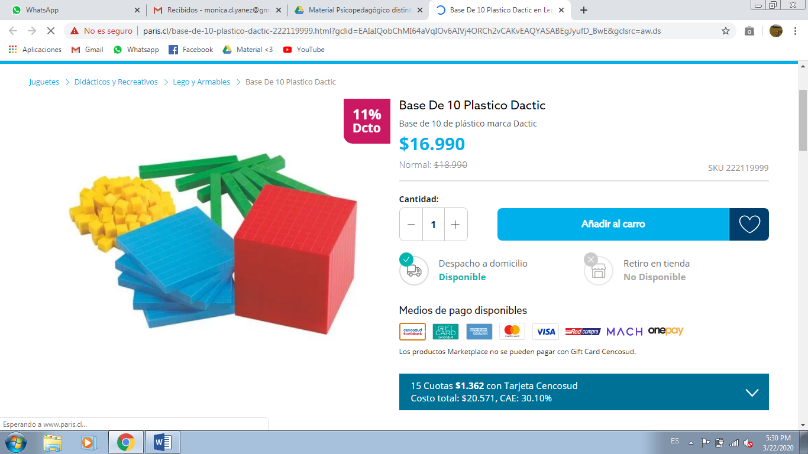 WhatsApp
Recibidos - monica.d.yanez@gm
Material Psicopedagógico distint
Base De 10 Plastico Dactic en Le
No es seguro | paris.cl/base-de-10-plastico-dactic-222119999.html?gclid=
Aplicaciones
Gmail
Whatsapp
Facebook
Material <3
YouTube
Juguetes > Didácticos y Recreativos > Lego y Armables > Base De 10 Plastico Dactic
11%
Dcto
Base De 10 Plastico Dactic
Base de 10 de plástico marca Dactic
$16.990
Normal: $18.990
SKU 222119999
Cantidad:
− 1 +
Añadir al carro
Despacho a domicilio
Disponible
Retiro en tienda
No Disponible
Medios de pago disponibles
cencosud
GIFT CARD
VISA
Redcompra
MACH
onepay
Los productos Marketplace no se pueden pagar con Gift Card Cencosud.
15 Cuotas $1.362 con Tarjeta Cencosud
Costo total: $20.571, CAE: 30.10%
Esperando a www.paris.cl...
ES
5:30 PM
3/22/2020